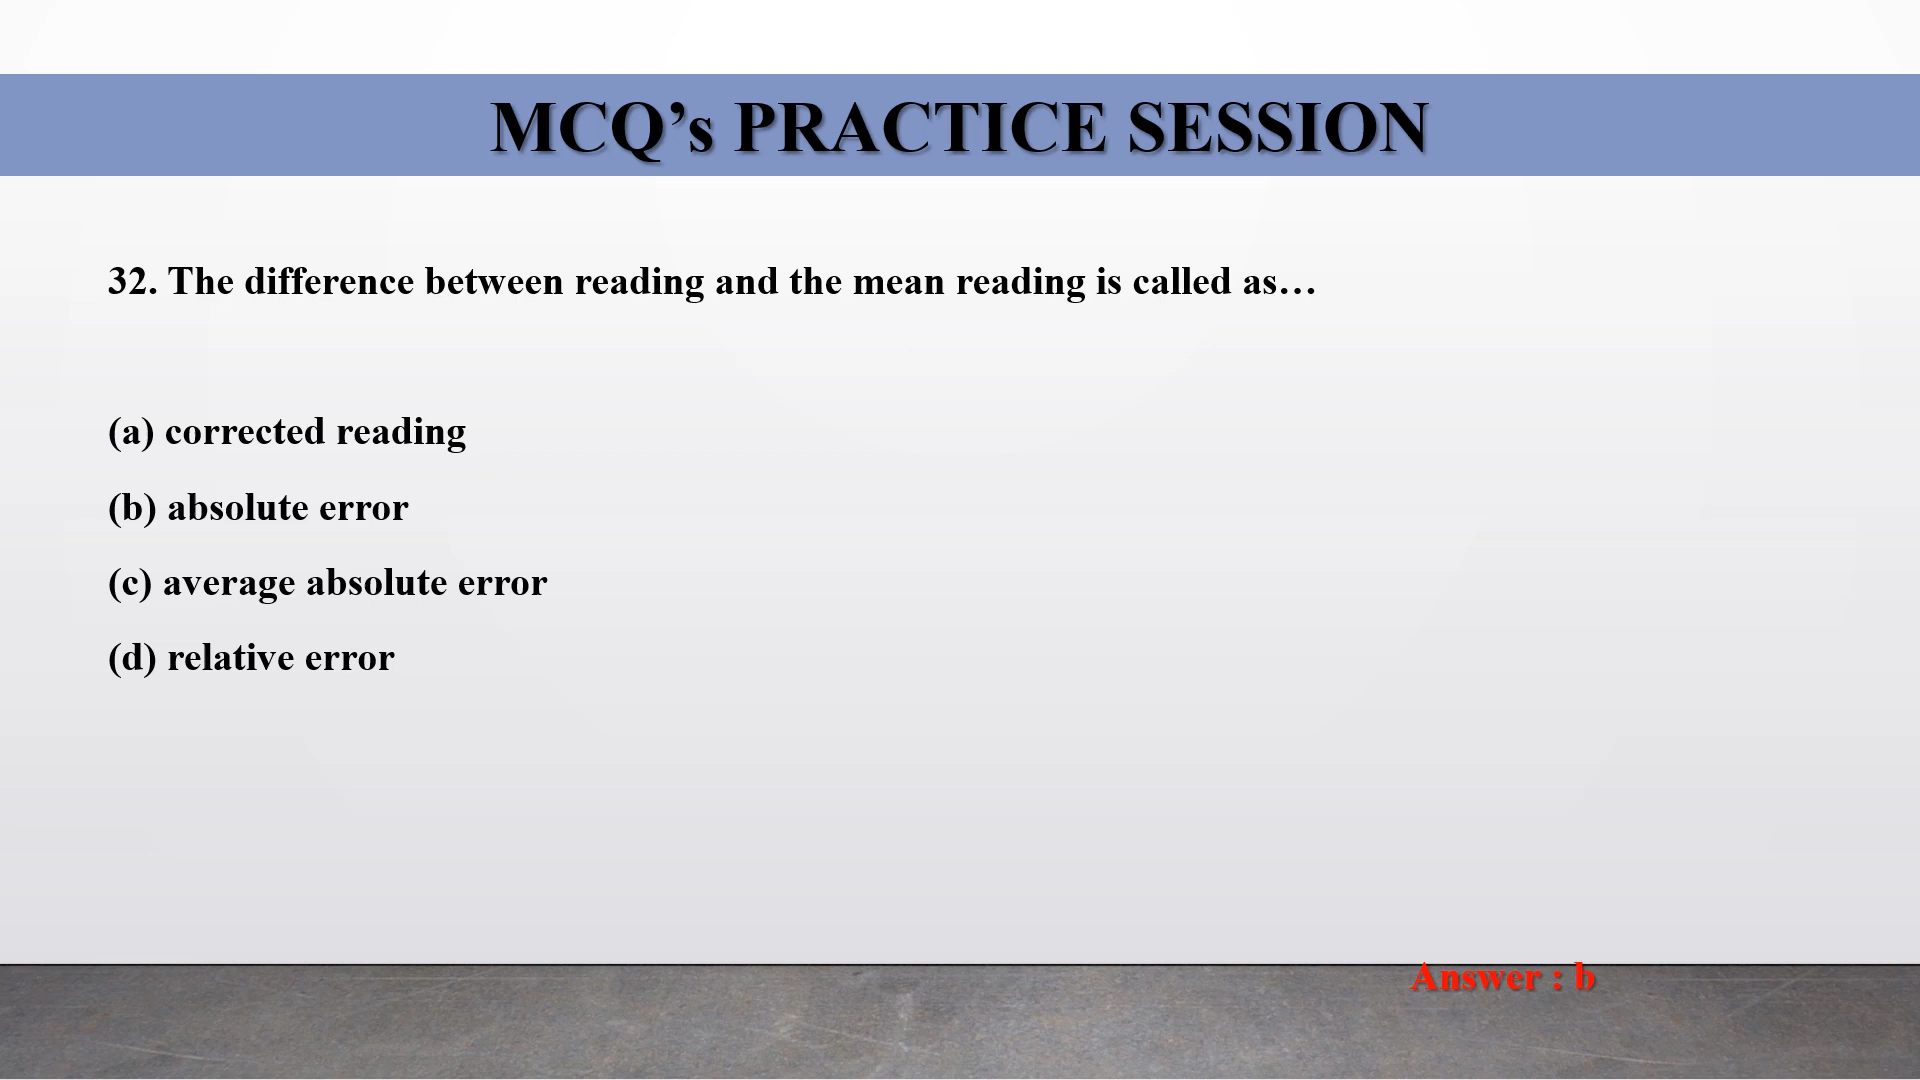 MCQ’s PRACTICE SESSION
32. The difference between reading and the mean reading is called as…
(a) corrected reading
(b) absolute error
(c) average absolute error
(d) relative error
Answer : b